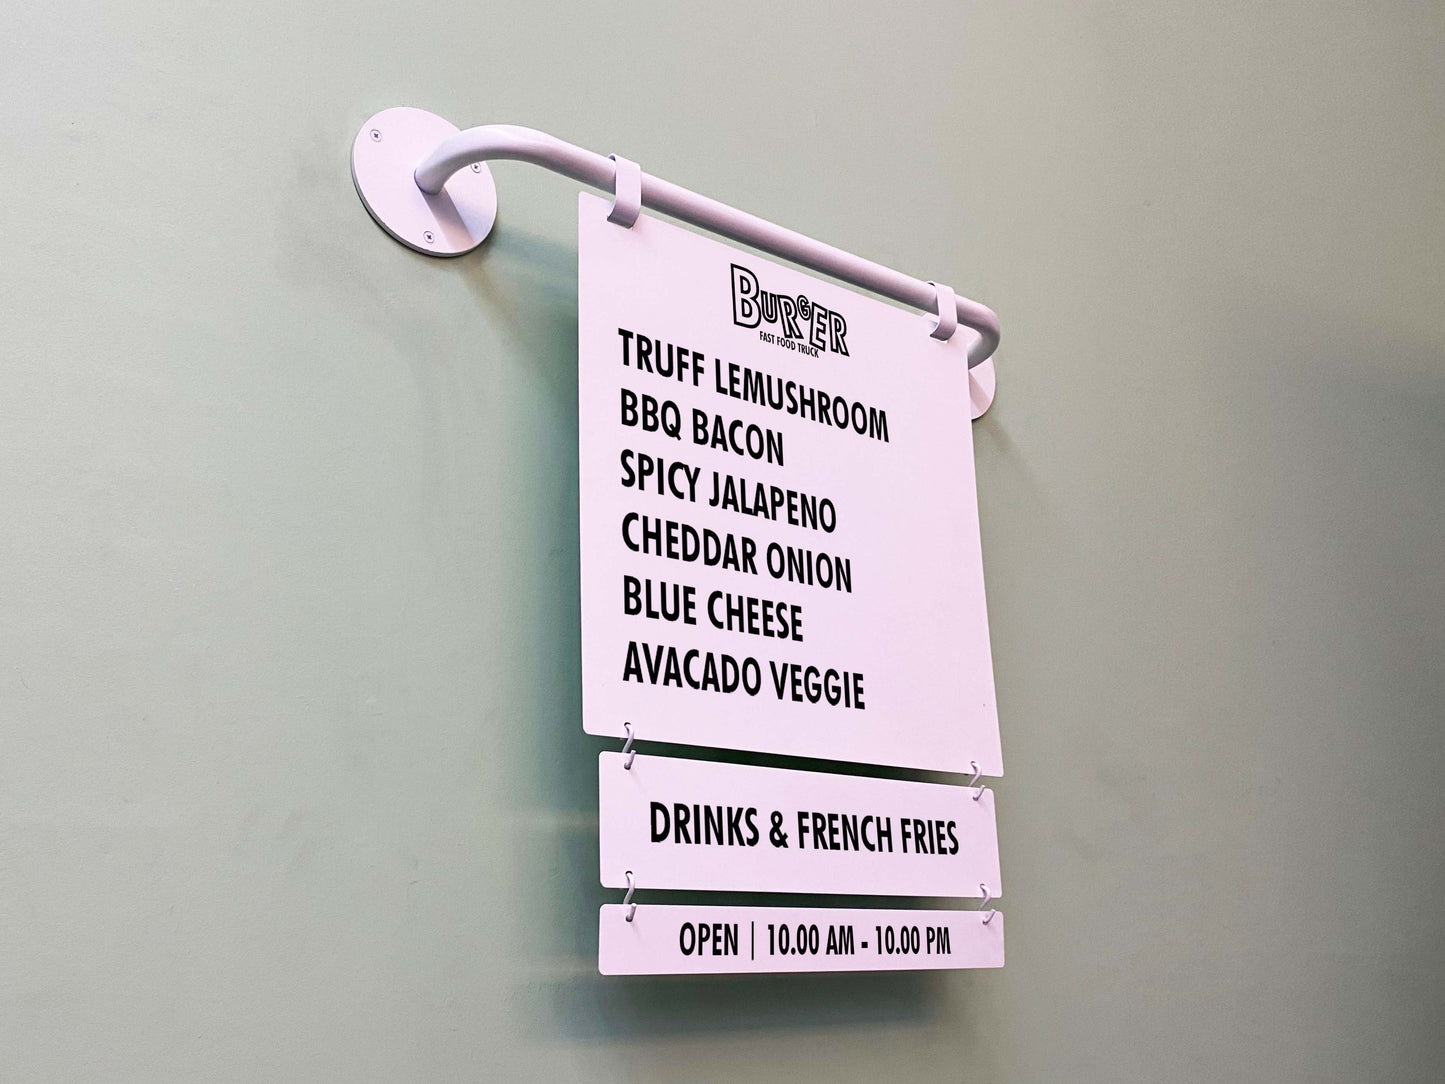 BURGER
FAST FOOD TRUCK
TRUFF LEMUSHROOM
BBQ BACON
SPICY JALAPENO
CHEDDAR ONION
BLUE CHEESE
AVACADO VEGGIE
DRINKS & FRENCH FRIES
OPEN | 10.00 AM - 10.00 PM